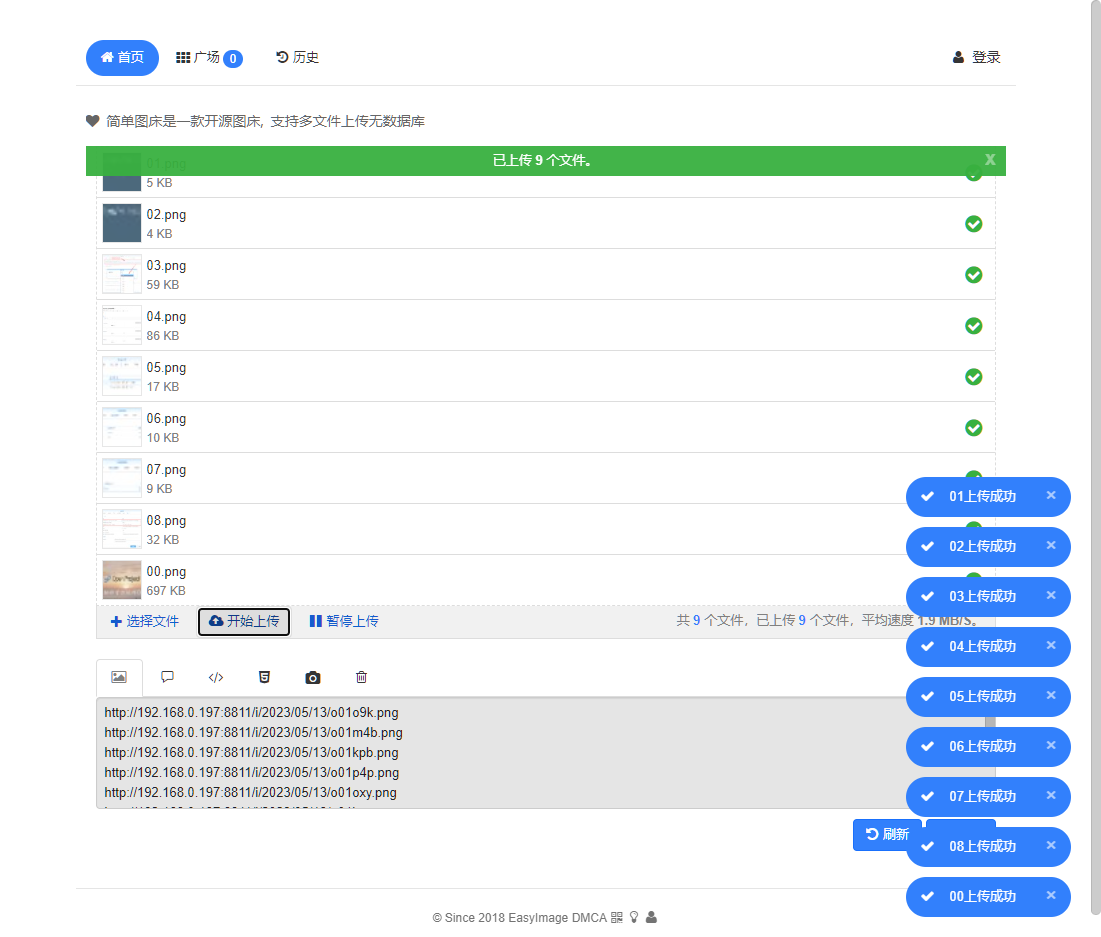 首页 广场 0 历史 登录
简单图床是一款开源图床, 支持多文件上传无数据库
已上传 9 个文件。 x
01.png
5 KB
02.png
4 KB
03.png
59 KB
04.png
86 KB
05.png
17 KB
06.png
10 KB
07.png
9 KB
08.png
32 KB
00.png
697 KB
选择文件 开始上传 暂停上传 共 9 个文件，已上传 9 个文件，平均速度 1.9 MB/S。
http://192.168.0.197:8811/i/2023/05/13/o01o9k.png
http://192.168.0.197:8811/i/2023/05/13/o01m4b.png
http://192.168.0.197:8811/i/2023/05/13/o01kpb.png
http://192.168.0.197:8811/i/2023/05/13/o01p4p.png
http://192.168.0.197:8811/i/2023/05/13/o01oxy.png
刷新
01上传成功 ×
02上传成功 ×
03上传成功 ×
04上传成功 ×
05上传成功 ×
06上传成功 ×
07上传成功 ×
08上传成功 ×
00上传成功 ×
© Since 2018 EasyImage DMCA